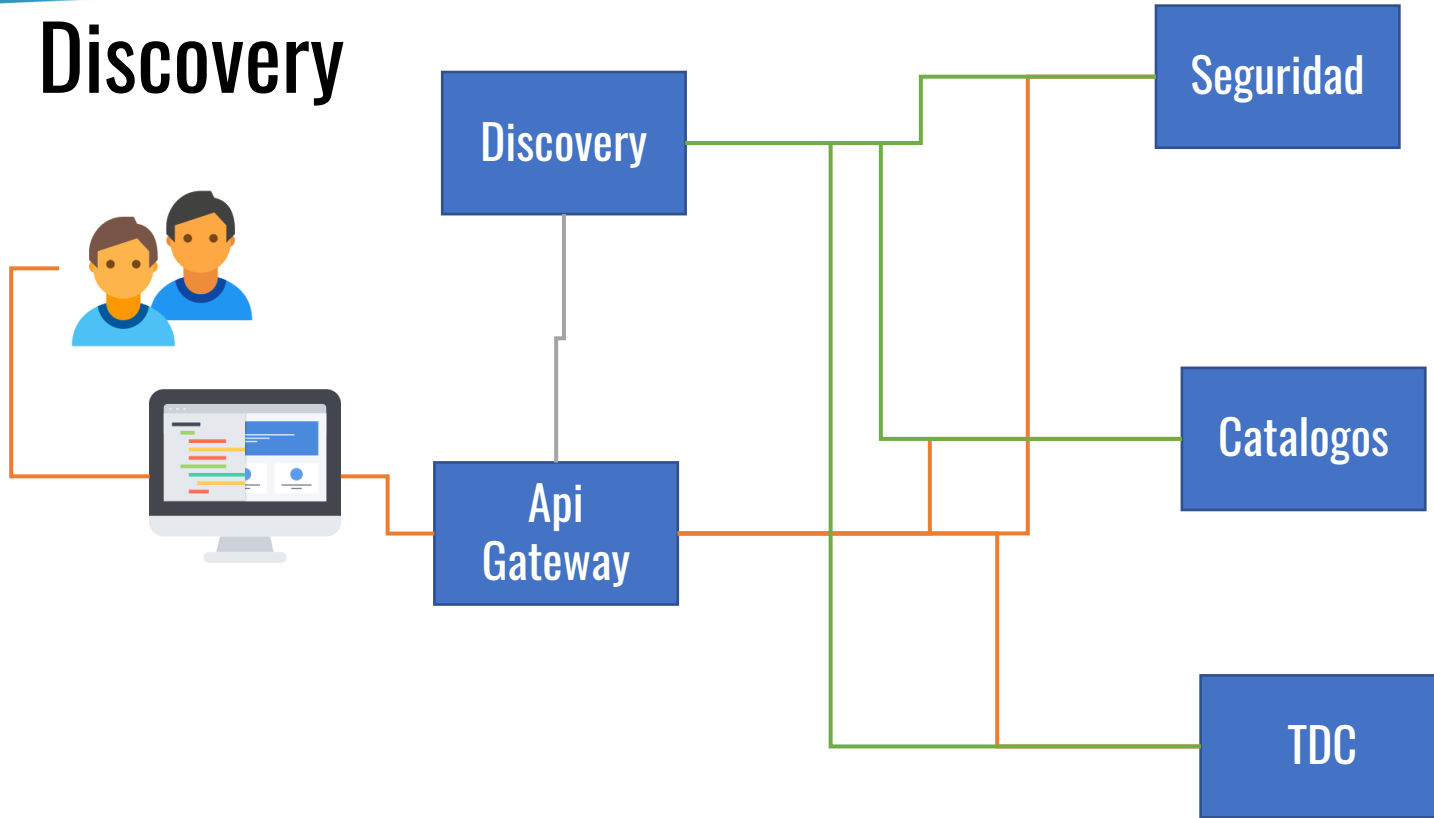 Discovery
Discovery
Seguridad
Catalogos
Api
Gateway
TDC